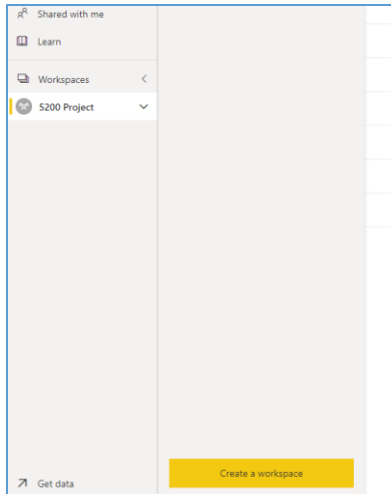 Shared with me
Learn
Workspaces
5200 Project
Create a workspace
Get data